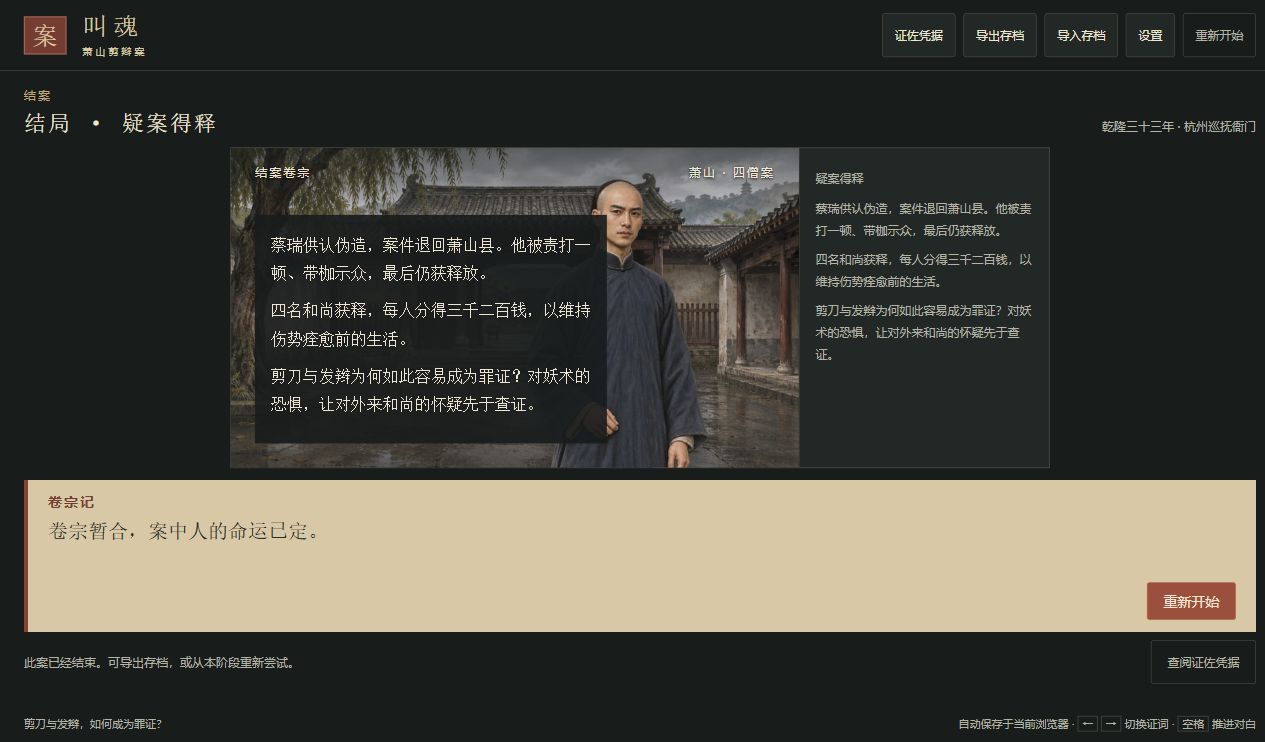 案
叫魂
萧山剪辫案
证佐凭据
导出存档
导入存档
设置
重新开始
结案
结局 · 疑案得释
乾隆三十三年 · 杭州巡抚衙门
结案卷宗
萧山 · 四僧案
蔡瑞供认伪造，案件退回萧山县。他被责打一
顿、带枷示众，最后仍获释放。
四名和尚获释，每人分得三千二百钱，以维持
伤势痊愈前的生活。
剪刀与发辫为何如此容易成为罪证？对妖术的
恐惧，让对外来和尚的怀疑先于查证。
疑案得释
蔡瑞供认伪造，案件退回萧山县。他被责
打一顿、带枷示众，最后仍获释放。
四名和尚获释，每人分得三千二百钱，以
维持伤势痊愈前的生活。
剪刀与发辫为何如此容易成为罪证？对妖
术的恐惧，让对外来和尚的怀疑先于查
证。
卷宗记
卷宗暂合，案中人的命运已定。
重新开始
此案已经结束。可导出存档，或从本阶段重新尝试。
查阅证佐凭据
剪刀与发辫，如何成为罪证？
自动保存于当前浏览器 · ← → 切换证词 · 空格 推进对白